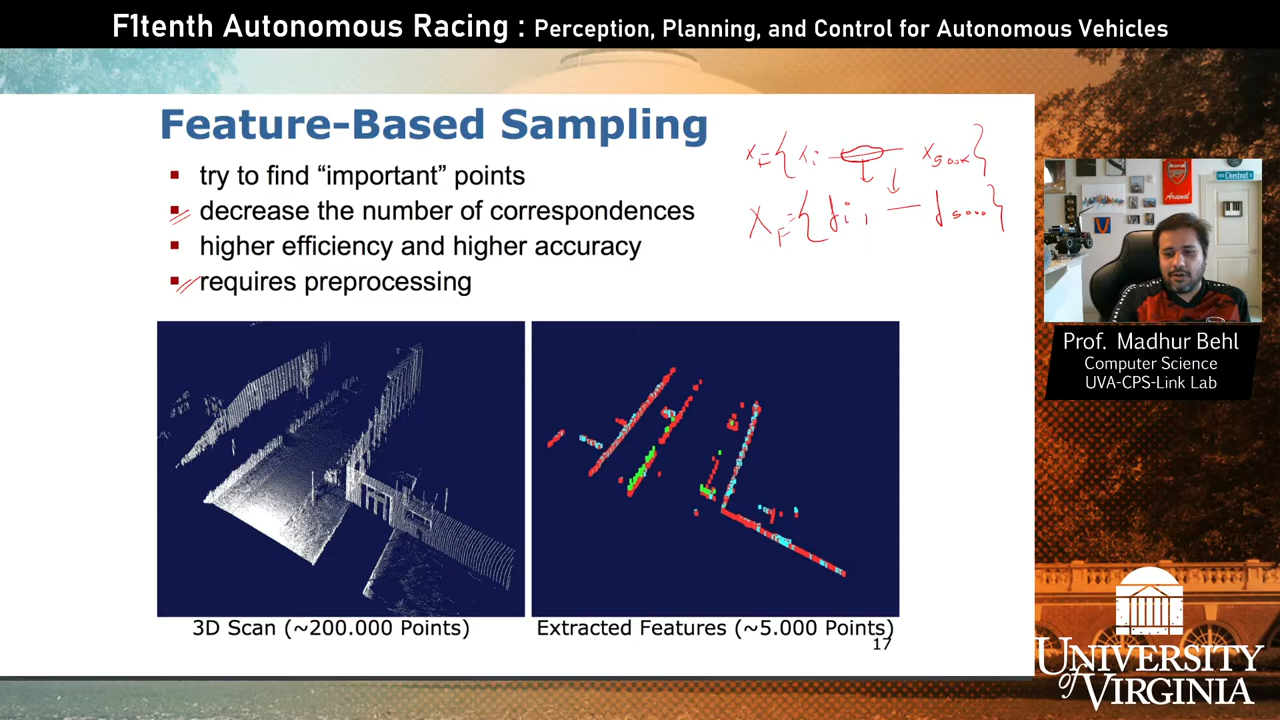 F1tenth Autonomous Racing : Perception, Planning, and Control for Autonomous Vehicles
Feature-Based Sampling
▪ try to find “important” points
▪ decrease the number of correspondences
▪ higher efficiency and higher accuracy
▪ requires preprocessing
3D Scan (~200.000 Points)
Extracted Features (~5.000 Points)
17
Arsenal
Prof. Madhur Behl
Computer Science
UVA-CPS-Link Lab
UNIVERSITY
of VIRGINIA